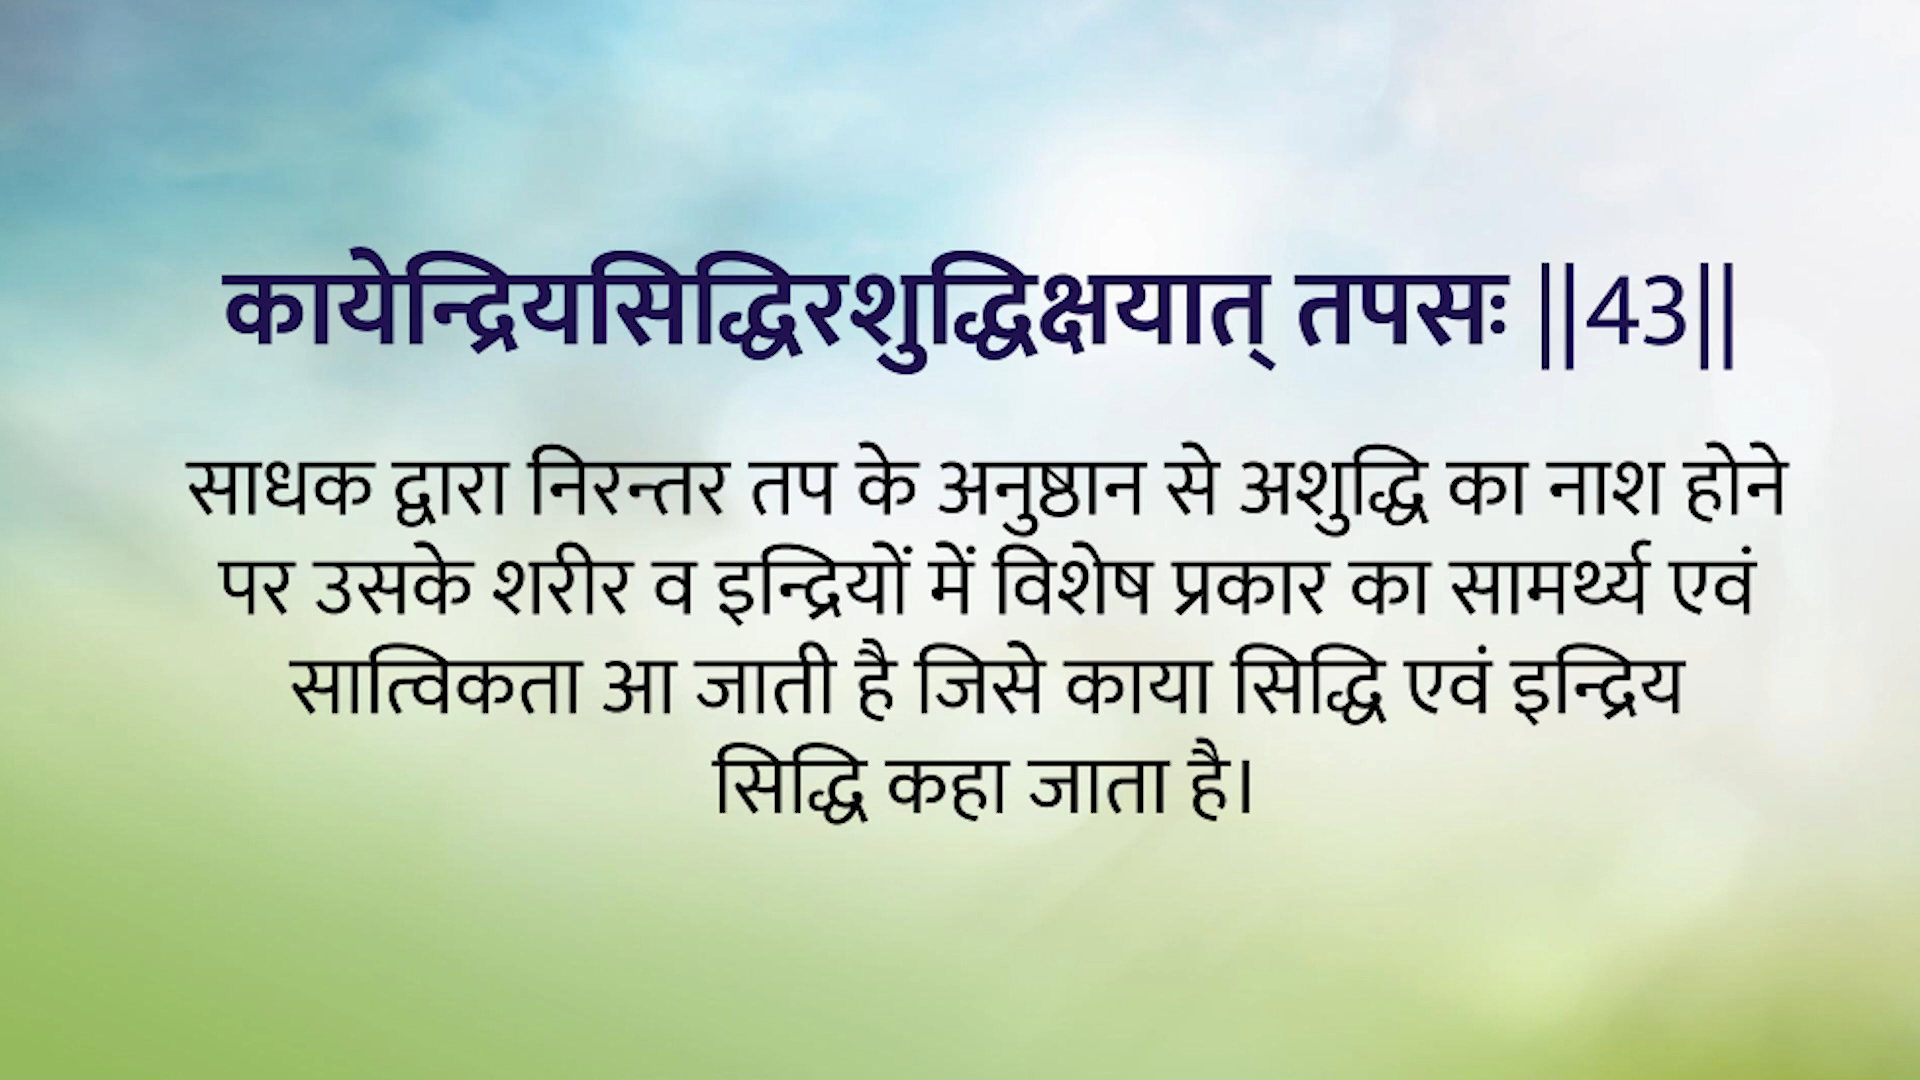 कायेन्द्रियसिद्धिरशुद्धिक्षयात् तपसः ||43||
साधक द्वारा निरन्तर तप के अनुष्ठान से अशुद्धि का नाश होने
पर उसके शरीर व इन्द्रियों में विशेष प्रकार का सामर्थ्य एवं
सात्विकता आ जाती है जिसे काया सिद्धि एवं इन्द्रिय
सिद्धि कहा जाता है।